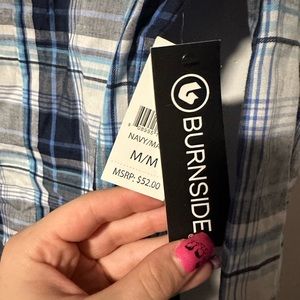 NAVY/MA
M/M
MSRP: $52.00
BURNSIDE